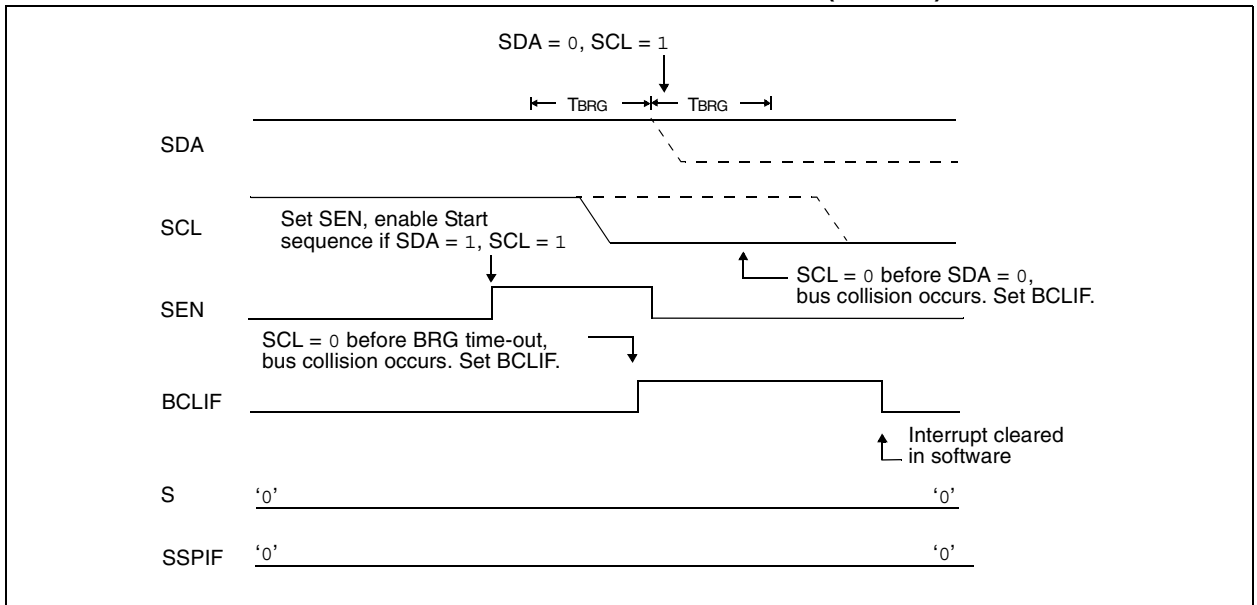 SDA = 0, SCL = 1
TBRG TBRG
SDA
SCL
Set SEN, enable Start
sequence if SDA = 1, SCL = 1
SCL = 0 before SDA = 0,
bus collision occurs. Set BCLIF.
SEN
SCL = 0 before BRG time-out,
bus collision occurs. Set BCLIF.
BCLIF
Interrupt cleared
in software
S ‘0’ ‘0’
SSPIF ‘0’ ‘0’